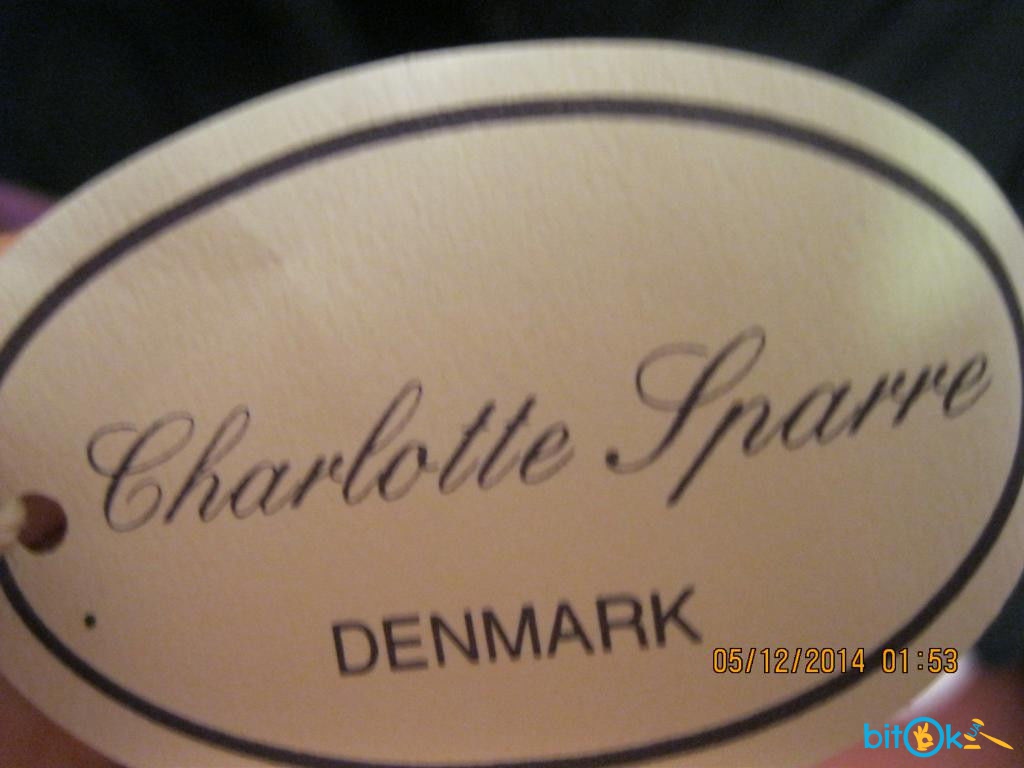 Charlotte Sparre
DENMARK
05/12/2014 01:53
bitOk